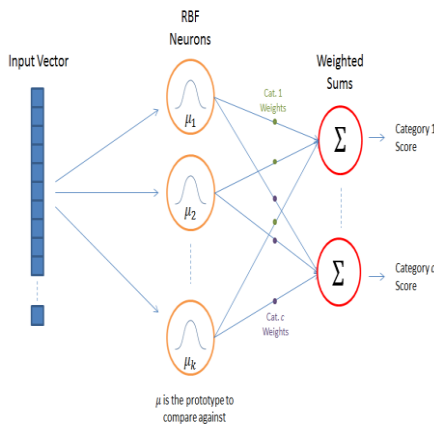 RBF
Neurons
Input Vector
Weighted
Sums
Cat. 1
Weights
μ₁
Σ
Category 1
Score
μ₂
Σ
Category c
Score
Cat. c
Weights
μₖ
μ is the prototype to
compare against